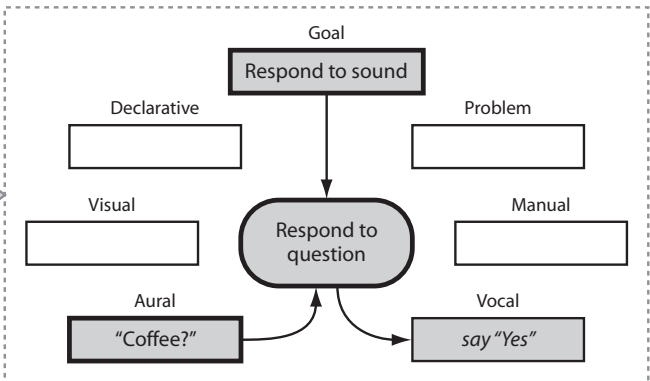 Goal
Respond to sound
Declarative
Problem
Visual
Respond to
question
Manual
Aural
"Coffee?"
Vocal
say "Yes"